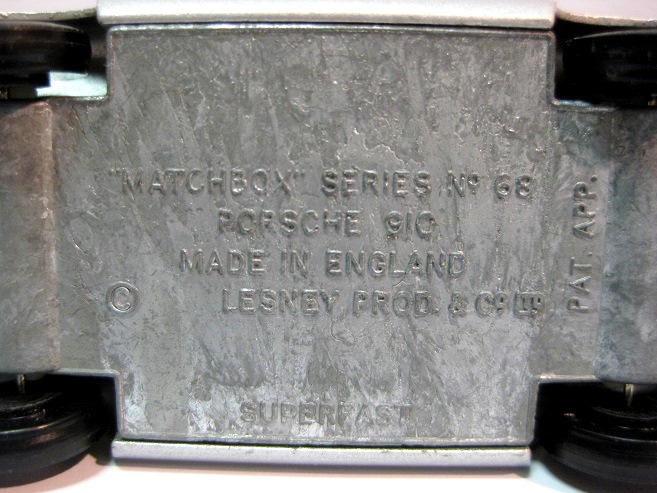 "MATCHBOX" SERIES Nº 68
PORSCHE 910
MADE IN ENGLAND
© LESNEY PROD. & Cº Lᵀᴰ
PAT. APP.
SUPERFAST